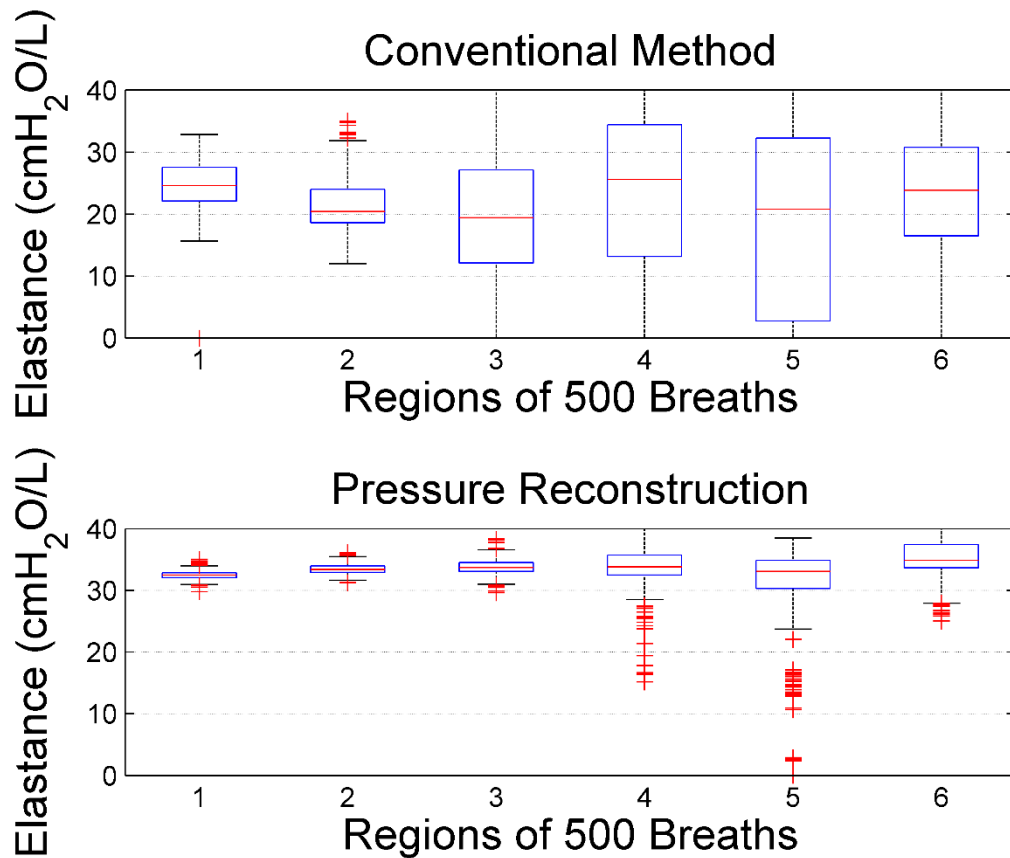 Conventional Method
Elastance (cmH₂O/L)
40
30
20
10
0
1 2 3 4 5 6
Regions of 500 Breaths
Pressure Reconstruction
Elastance (cmH₂O/L)
40
30
20
10
0
1 2 3 4 5 6
Regions of 500 Breaths